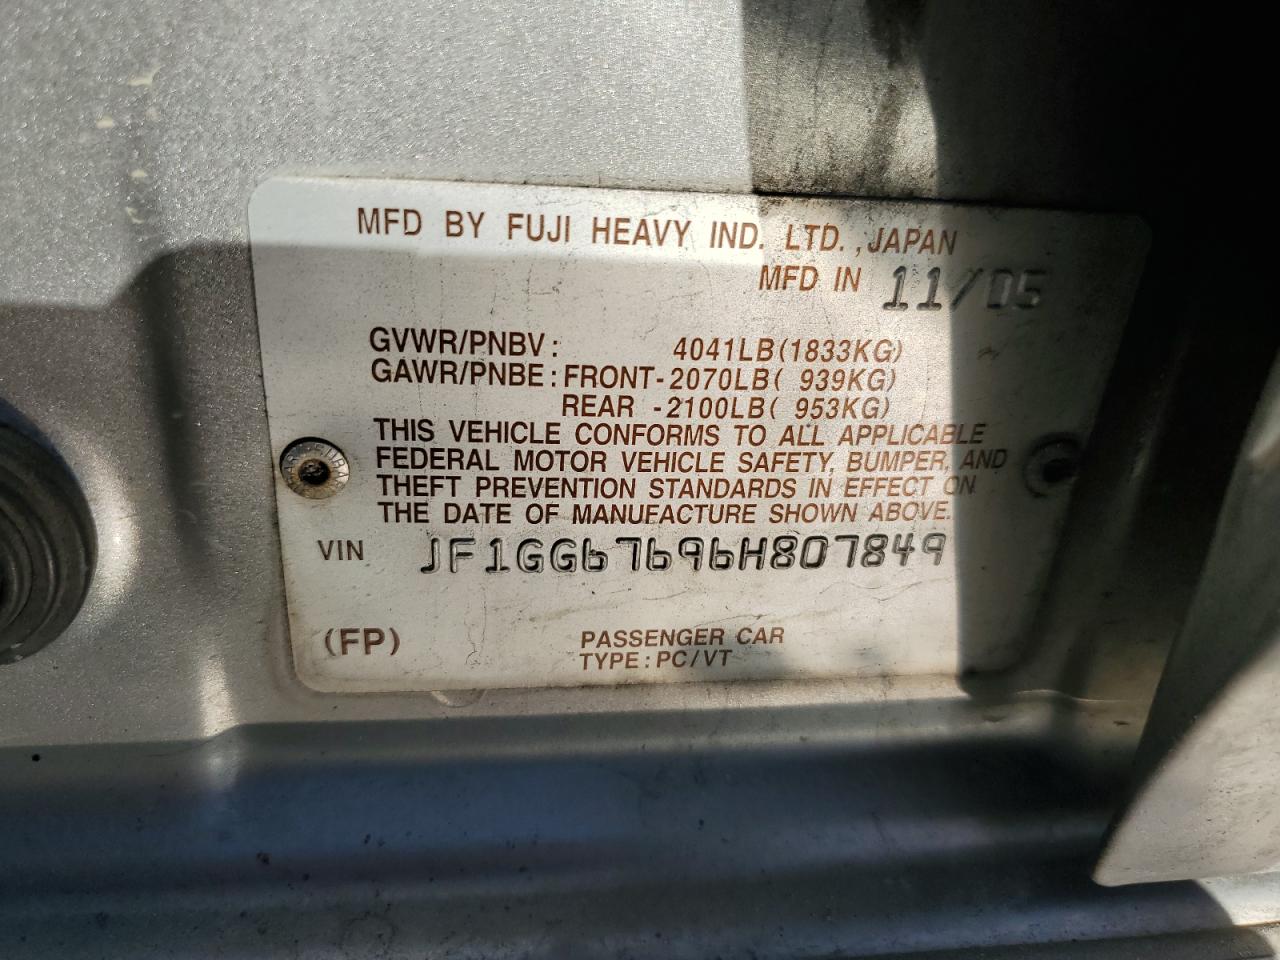 MFD BY FUJI HEAVY IND. LTD., JAPAN
MFD IN 11/05
GVWR/PNBV: 4041LB(1833KG)
GAWR/PNBE: FRONT-2070LB( 939KG)
REAR -2100LB( 953KG)
THIS VEHICLE CONFORMS TO ALL APPLICABLE
FEDERAL MOTOR VEHICLE SAFETY, BUMPER, AND
THEFT PREVENTION STANDARDS IN EFFECT ON
THE DATE OF MANUFACTURE SHOWN ABOVE.
VIN JF1GG67696H807849
(FP) PASSENGER CAR
TYPE: PC/VT